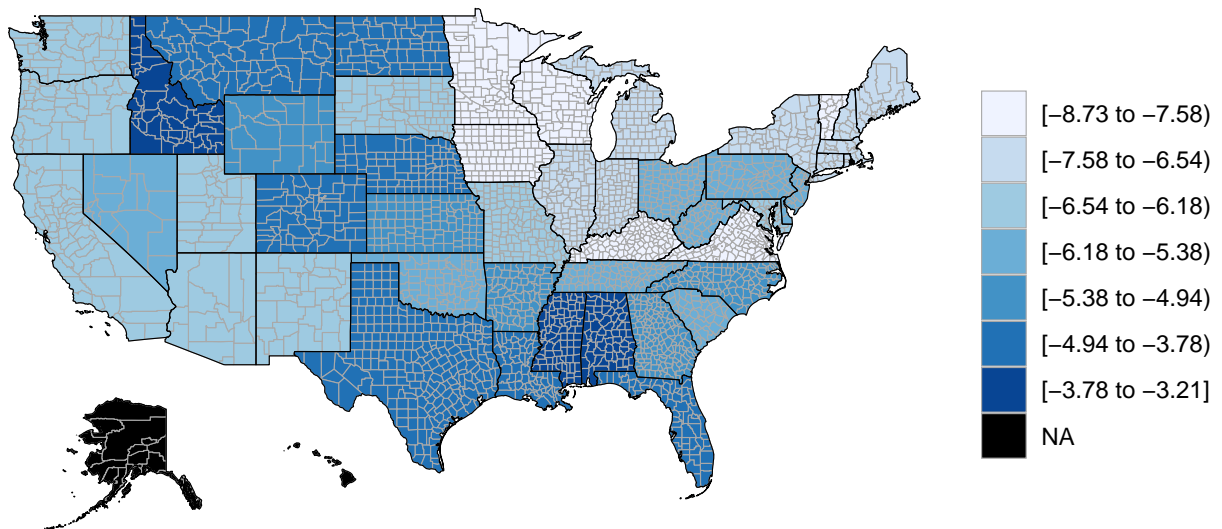 [−8.73 to −7.58)
[−7.58 to −6.54)
[−6.54 to −6.18)
[−6.18 to −5.38)
[−5.38 to −4.94)
[−4.94 to −3.78)
[−3.78 to −3.21]
NA